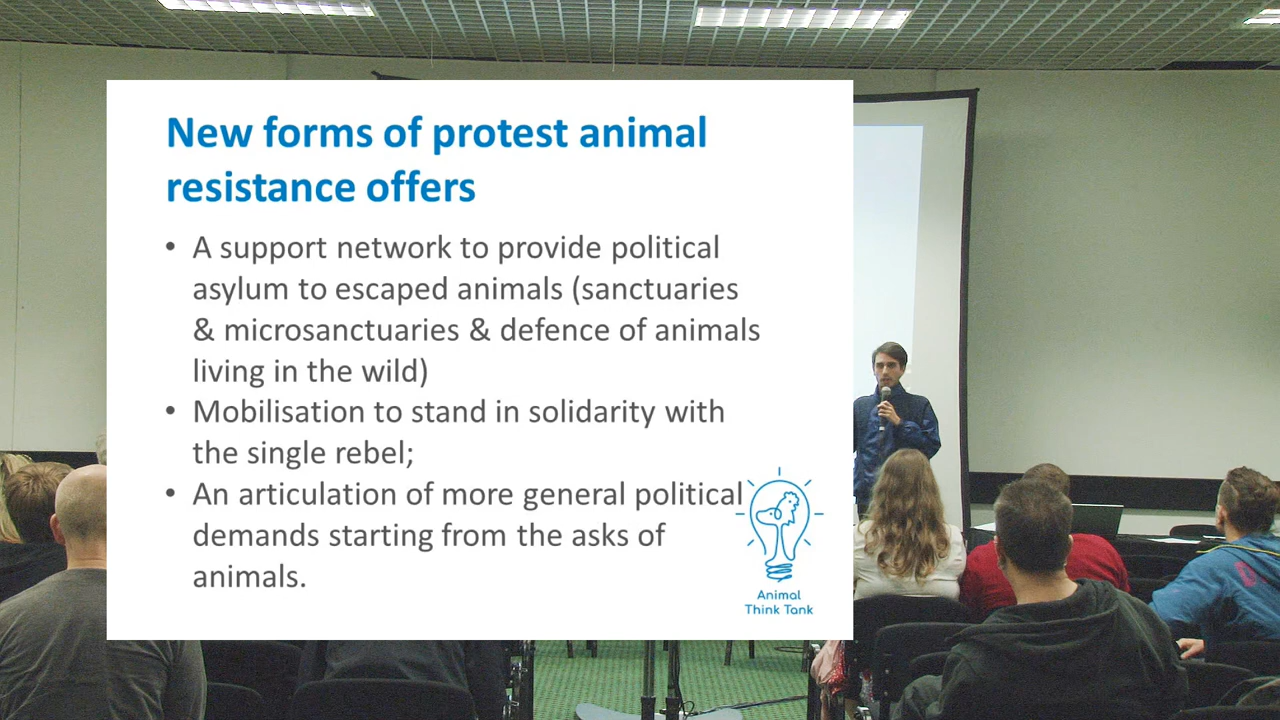 New forms of protest animal
resistance offers
• A support network to provide political
asylum to escaped animals (sanctuaries
& microsanctuaries & defence of animals
living in the wild)
• Mobilisation to stand in solidarity with
the single rebel;
• An articulation of more general political
demands starting from the asks of
animals.
Animal
Think Tank